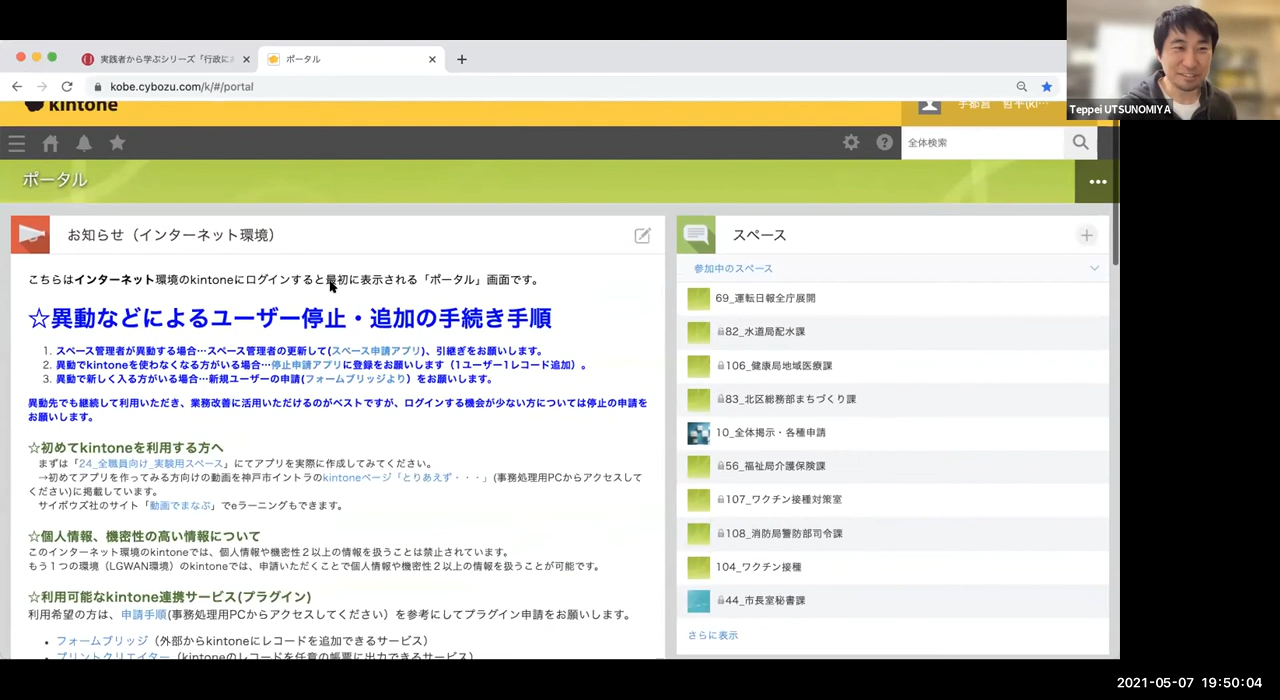 実践者から学ぶシリーズ「行政に
ポータル
kobe.cybozu.com/k/#/portal
kintone
全体検索
ポータル
お知らせ（インターネット環境）
こちらはインターネット環境のkintoneにログインすると最初に表示される「ポータル」画面です。
☆異動などによるユーザー停止・追加の手続き手順
1. スペース管理者が異動する場合…スペース管理者の更新して(スペース申請アプリ)、引継ぎをお願いします。
2. 異動でkintoneを使わなくなる方がいる場合…停止申請アプリに登録をお願いします（1ユーザー1レコード追加）。
3. 異動で新しく入る方がいる場合…新規ユーザーの申請(フォームブリッジより）をお願いします。
異動先でも継続して利用いただき、業務改善に活用いただけるのがベストですが、ログインする機会が少ない方については停止の申請を
お願いします。
☆初めてkintoneを利用する方へ
まずは「24_全職員向け_実験用スペース」にてアプリを実際に作成してみてください。
→初めてアプリを作ってみる方向けの動画を神戸市イントラのkintoneページ「とりあえず・・・」(事務処理用PCからアクセスして
ください)に掲載しています。
サイボウズ社のサイト「動画でまなぶ」でeラーニングもできます。
☆個人情報、機密性の高い情報について
このインターネット環境のkintoneでは、個人情報や機密性２以上の情報を扱うことは禁止されています。
もう１つの環境（LGWAN環境）のkintoneでは、申請いただくことで個人情報や機密性２以上の情報を扱うことが可能です。
☆利用可能なkintone連携サービス(プラグイン)
利用希望の方は、申請手順(事務処理用PCからアクセスしてください）を参考にしてプラグイン申請をお願いします。
• フォームブリッジ（外部からkintoneにレコードを追加できるサービス）
• プリントクリエイター（kintoneのレコードを任意の帳票に出力できるサービス）
スペース
参加中のスペース
69_運転日報全庁展開
82_水道局配水課
106_健康局地域医療課
83_北区総務部まちづくり課
10_全体掲示・各種申請
56_福祉局介護保険課
107_ワクチン接種対策室
108_消防局警防部司令課
104_ワクチン接種
44_市長室秘書課
さらに表示
Teppei UTSUNOMIYA
2021-05-07 19:50:04